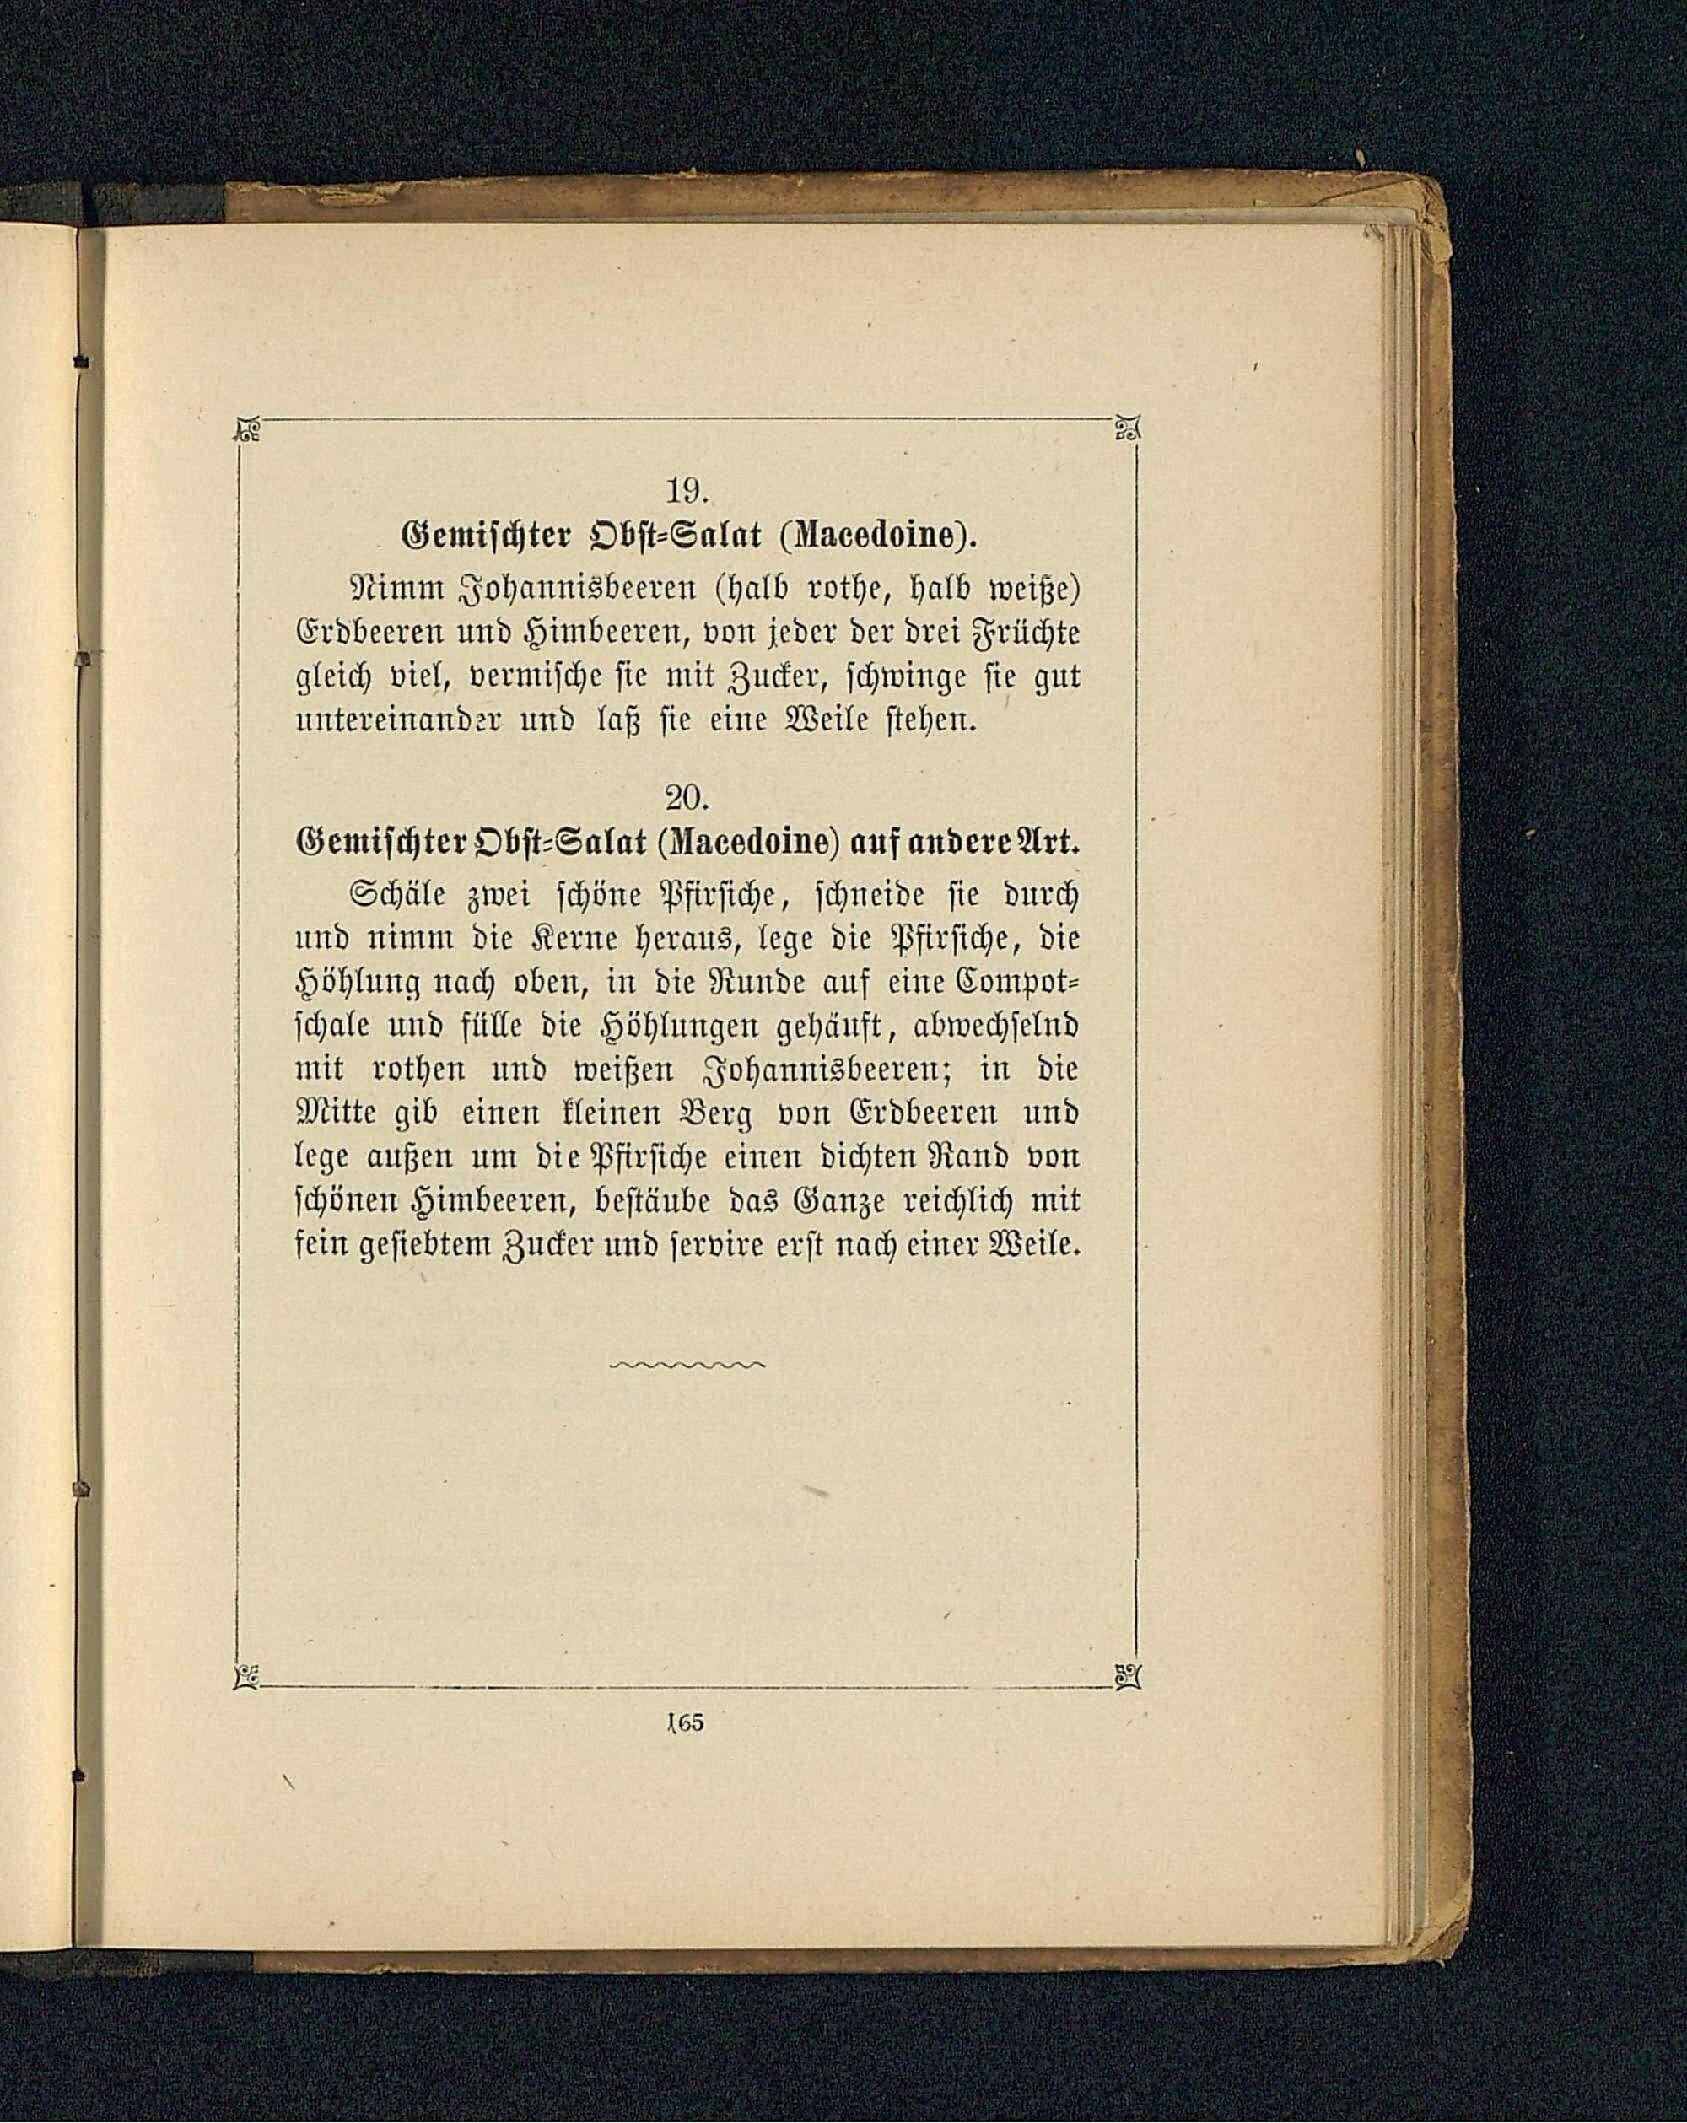 19.
Gemischter Obst-Salat (Macedoine).
Nimm Johannisbeeren (halb rothe, halb weiße)
Erdbeeren und Himbeeren, von jeder der drei Früchte
gleich viel, vermische sie mit Zucker, schwinge sie gut
untereinander und laß sie eine Weile stehen.
20.
Gemischter Obst-Salat (Macedoine) auf andere Art.
Schäle zwei schöne Pfirsiche, schneide sie durch
und nimm die Kerne heraus, lege die Pfirsiche, die
Höhlung nach oben, in die Runde auf eine Compot-
schale und fülle die Höhlungen gehäuft, abwechselnd
mit rothen und weißen Johannisbeeren; in die
Mitte gib einen kleinen Berg von Erdbeeren und
lege außen um die Pfirsiche einen dichten Rand von
schönen Himbeeren, bestäube das Ganze reichlich mit
fein gesiebtem Zucker und servire erst nach einer Weile.
165